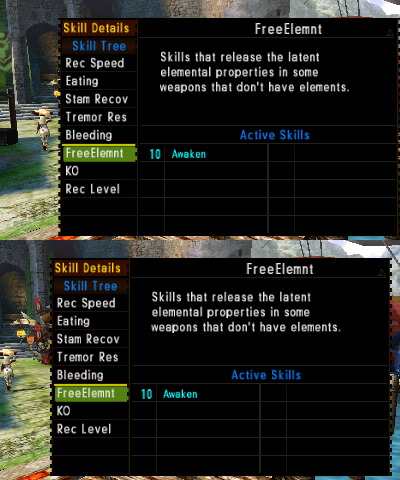 Skill Details
FreeElemnt
Skill Tree
Rec Speed
Eating
Stam Recov
Tremor Res
Bleeding
FreeElemnt
KO
Rec Level
Skills that release the latent
elemental properties in some
weapons that don't have elements.
Active Skills
10 Awaken
Skill Details
FreeElemnt
Skill Tree
Rec Speed
Eating
Stam Recov
Tremor Res
Bleeding
FreeElemnt
KO
Rec Level
Skills that release the latent
elemental properties in some
weapons that don't have elements.
Active Skills
10 Awaken